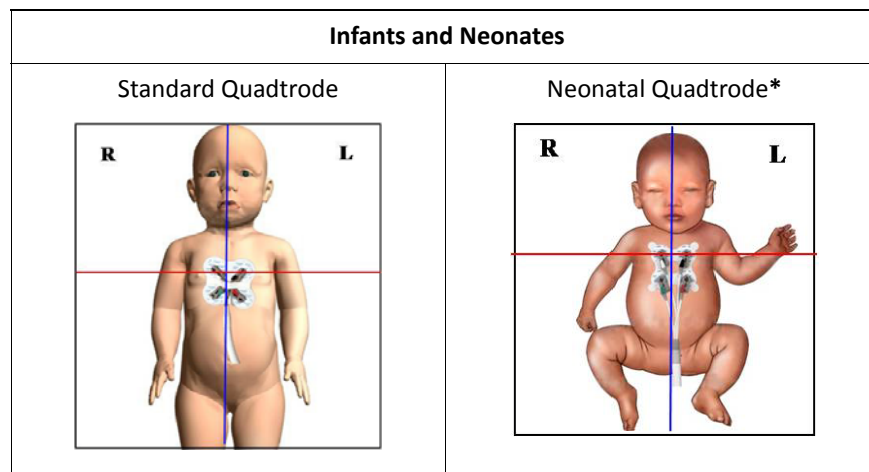 Infants and Neonates
Standard Quadtrode
Neonatal Quadtrode*
R
L
R
L